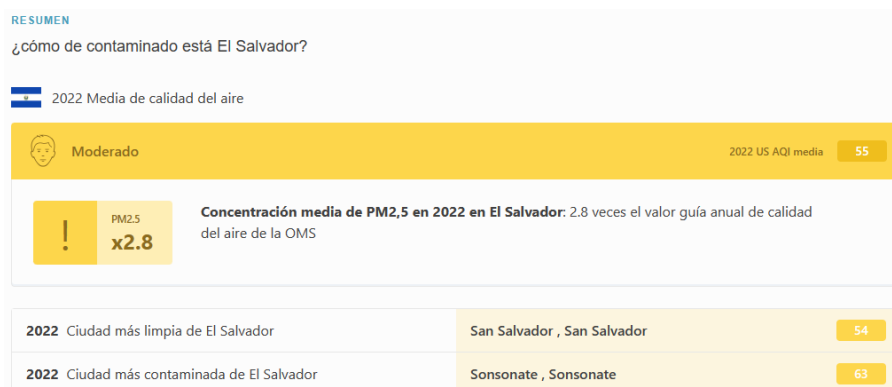 RESUMEN
¿cómo de contaminado está El Salvador?
2022 Media de calidad del aire
Moderado 2022 US AQI media 55
! PM2.5
x2.8
Concentración media de PM2,5 en 2022 en El Salvador: 2.8 veces el valor guía anual de calidad
del aire de la OMS
2022 Ciudad más limpia de El Salvador San Salvador , San Salvador 54
2022 Ciudad más contaminada de El Salvador Sonsonate , Sonsonate 63